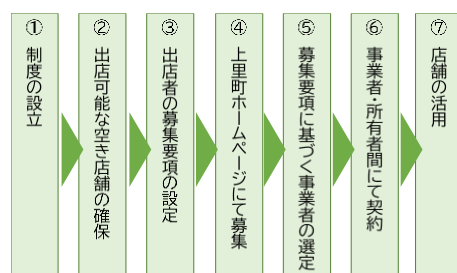 ①
制度の設立
②
出店可能な空き店舗の確保
③
出店者の募集要項の設定
④
上里町ホームページにて募集
⑤
募集要項に基づく事業者の選定
⑥
事業者・所有者間にて契約
⑦
店舗の活用